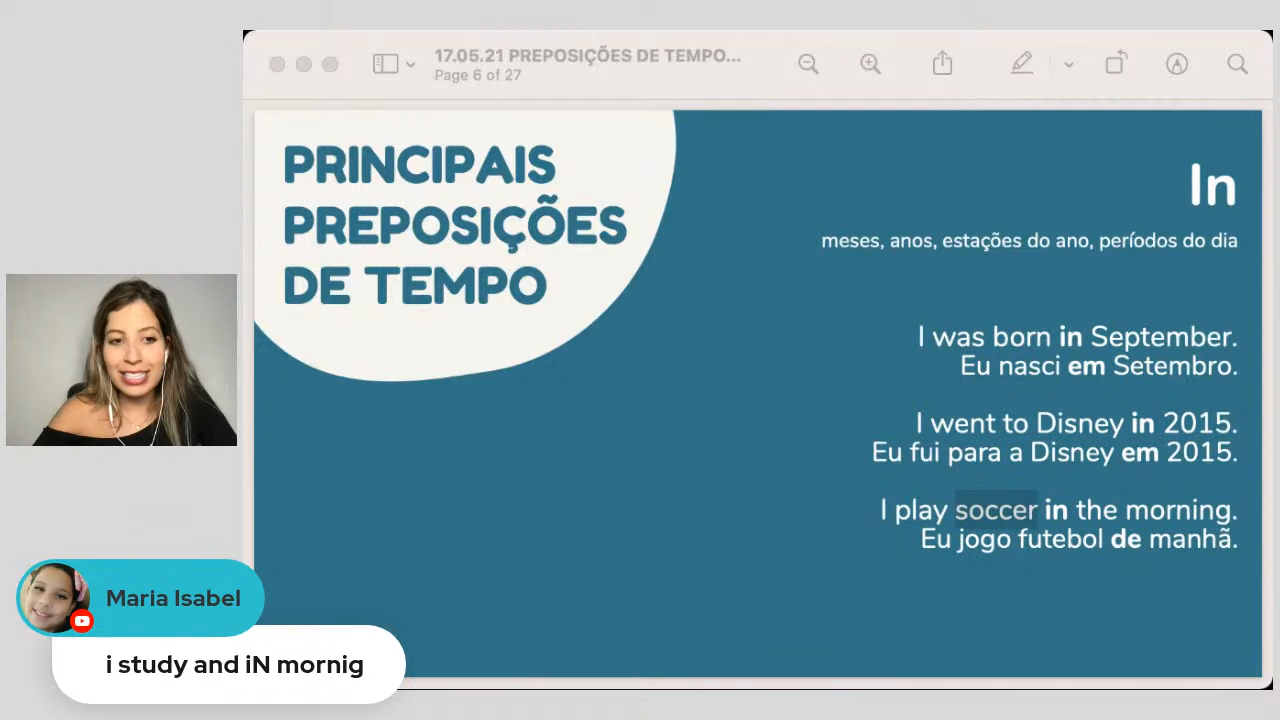 17.05.21 PREPOSIÇÕES DE TEMPO...
Page 6 of 27
PRINCIPAIS
PREPOSIÇÕES
DE TEMPO
In
meses, anos, estações do ano, períodos do dia
I was born in September.
Eu nasci em Setembro.
I went to Disney in 2015.
Eu fui para a Disney em 2015.
I play soccer in the morning.
Eu jogo futebol de manhã.
Maria Isabel
i study and iN mornig